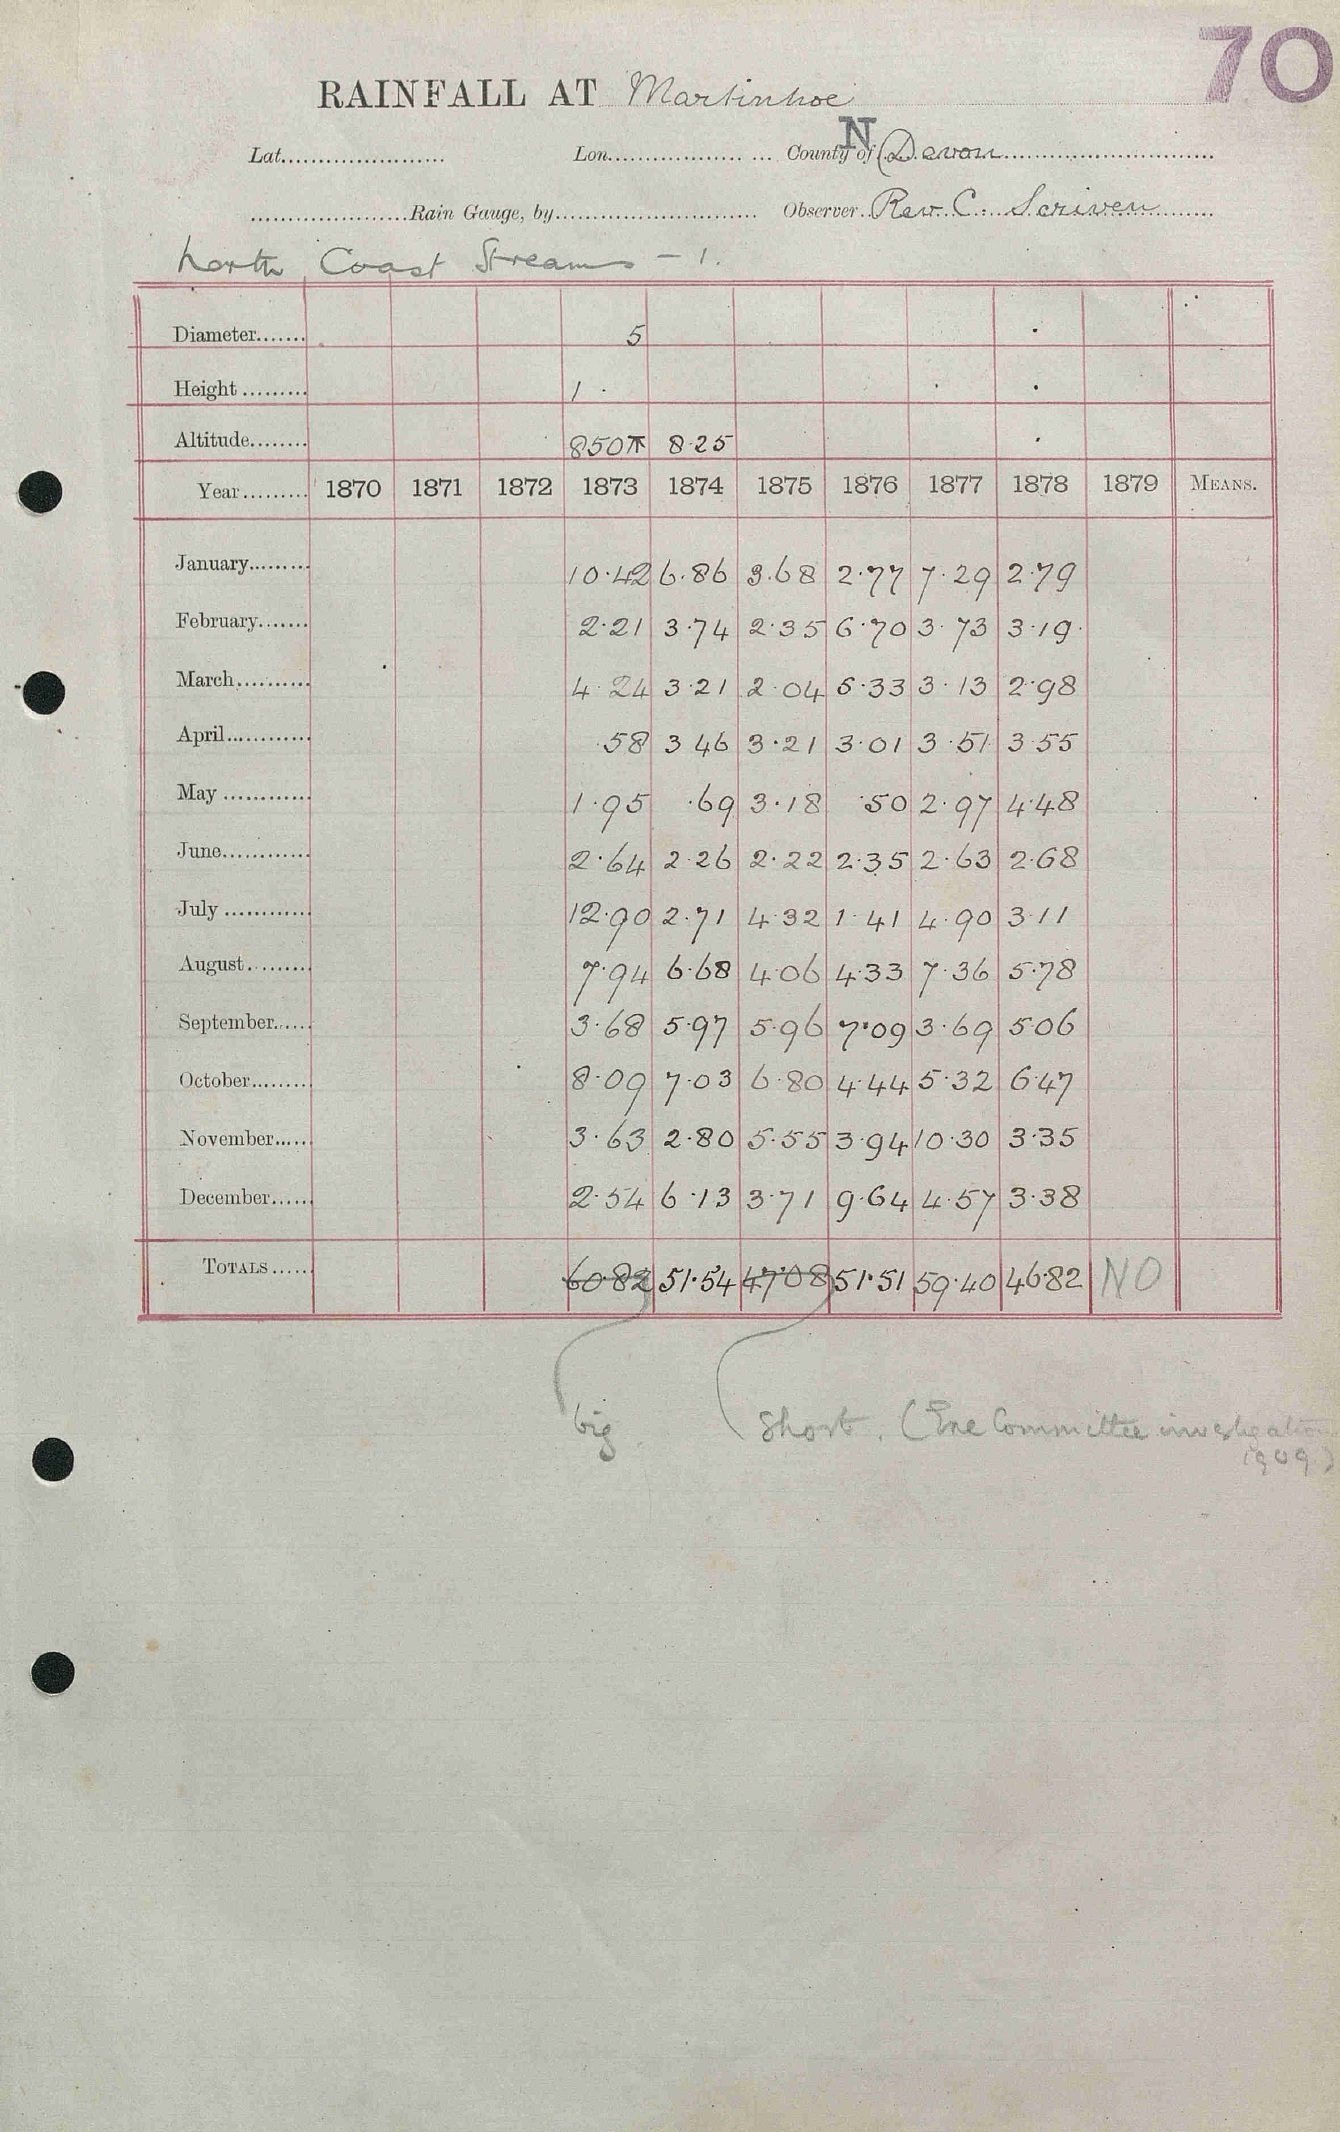 70
RAINFALL AT Martinhoe
N
Lat...................... Lon.................. ... County of Devon..............................
.....................Rain Gauge, by........................... Observer Rev. C. Scriven
North Coast Streams - 1.
Diameter....... 5
Height ......... 1
Altitude........ 850 8 25
Year......... 1870 1871 1872 1873 1874 1875 1876 1877 1878 1879 MEANS.
January......... 10·42 6·86 3·68 2·77 7·29 2·79
February....... 2·21 3·74 2·35 6·70 3·73 3·19
March.......... 4·24 3·21 2·04 5·33 3·13 2·98
April............ ·58 3 46 3·21 3·01 3·51 3·55
May ............ 1·95 ·69 3·18 ·50 2·97 4·48
June............ 2·64 2·26 2·22 2·35 2·63 2·68
July ............ 12·90 2·71 4·32 1·41 4·90 3·11
August......... 7·94 6·68 4·06 4·33 7·36 5·78
September...... 3·68 5·97 5·96 7·09 3·69 5·06
October......... 8·09 7·03 6·80 4·44 5·32 6·47
November..... 3·63 2·80 5·55 3·94 10·30 3·35
December...... 2·54 6·13 3·71 9·64 4·57 3·38
TOTALS...... 60·82 51·54 47·08 51·51 59·40 46·82 NO
big Short. (Exe Committee investigation
1909.)